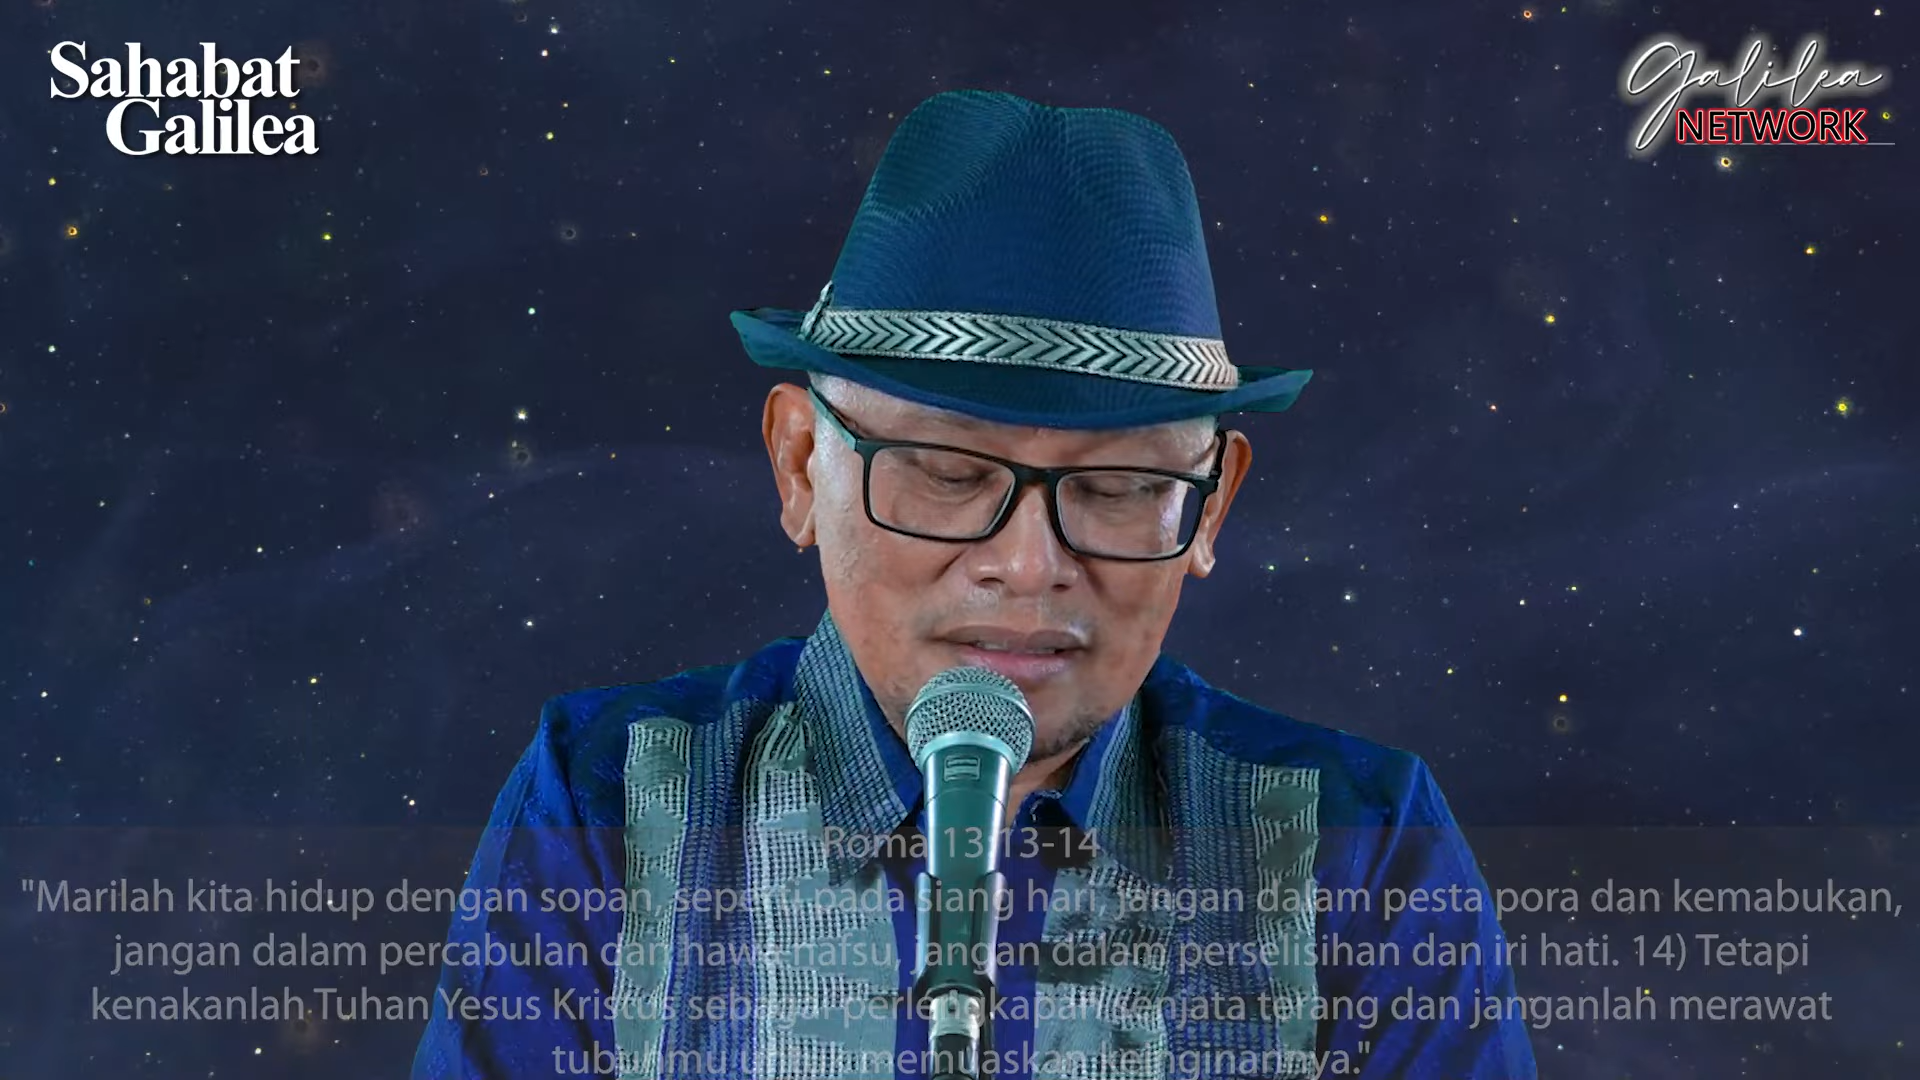 Sahabat
Galilea
Galilea
NETWORK
Roma 13:13-14
"Marilah kita hidup dengan sopan, seperti pada siang hari, jangan dalam pesta pora dan kemabukan,
jangan dalam percabulan dan hawa nafsu, jangan dalam perselisihan dan iri hati. 14) Tetapi
kenakanlah Tuhan Yesus Kristus sebagai perlengkapan senjata terang dan janganlah merawat
tubuhmu untuk memuaskan keinginannya."